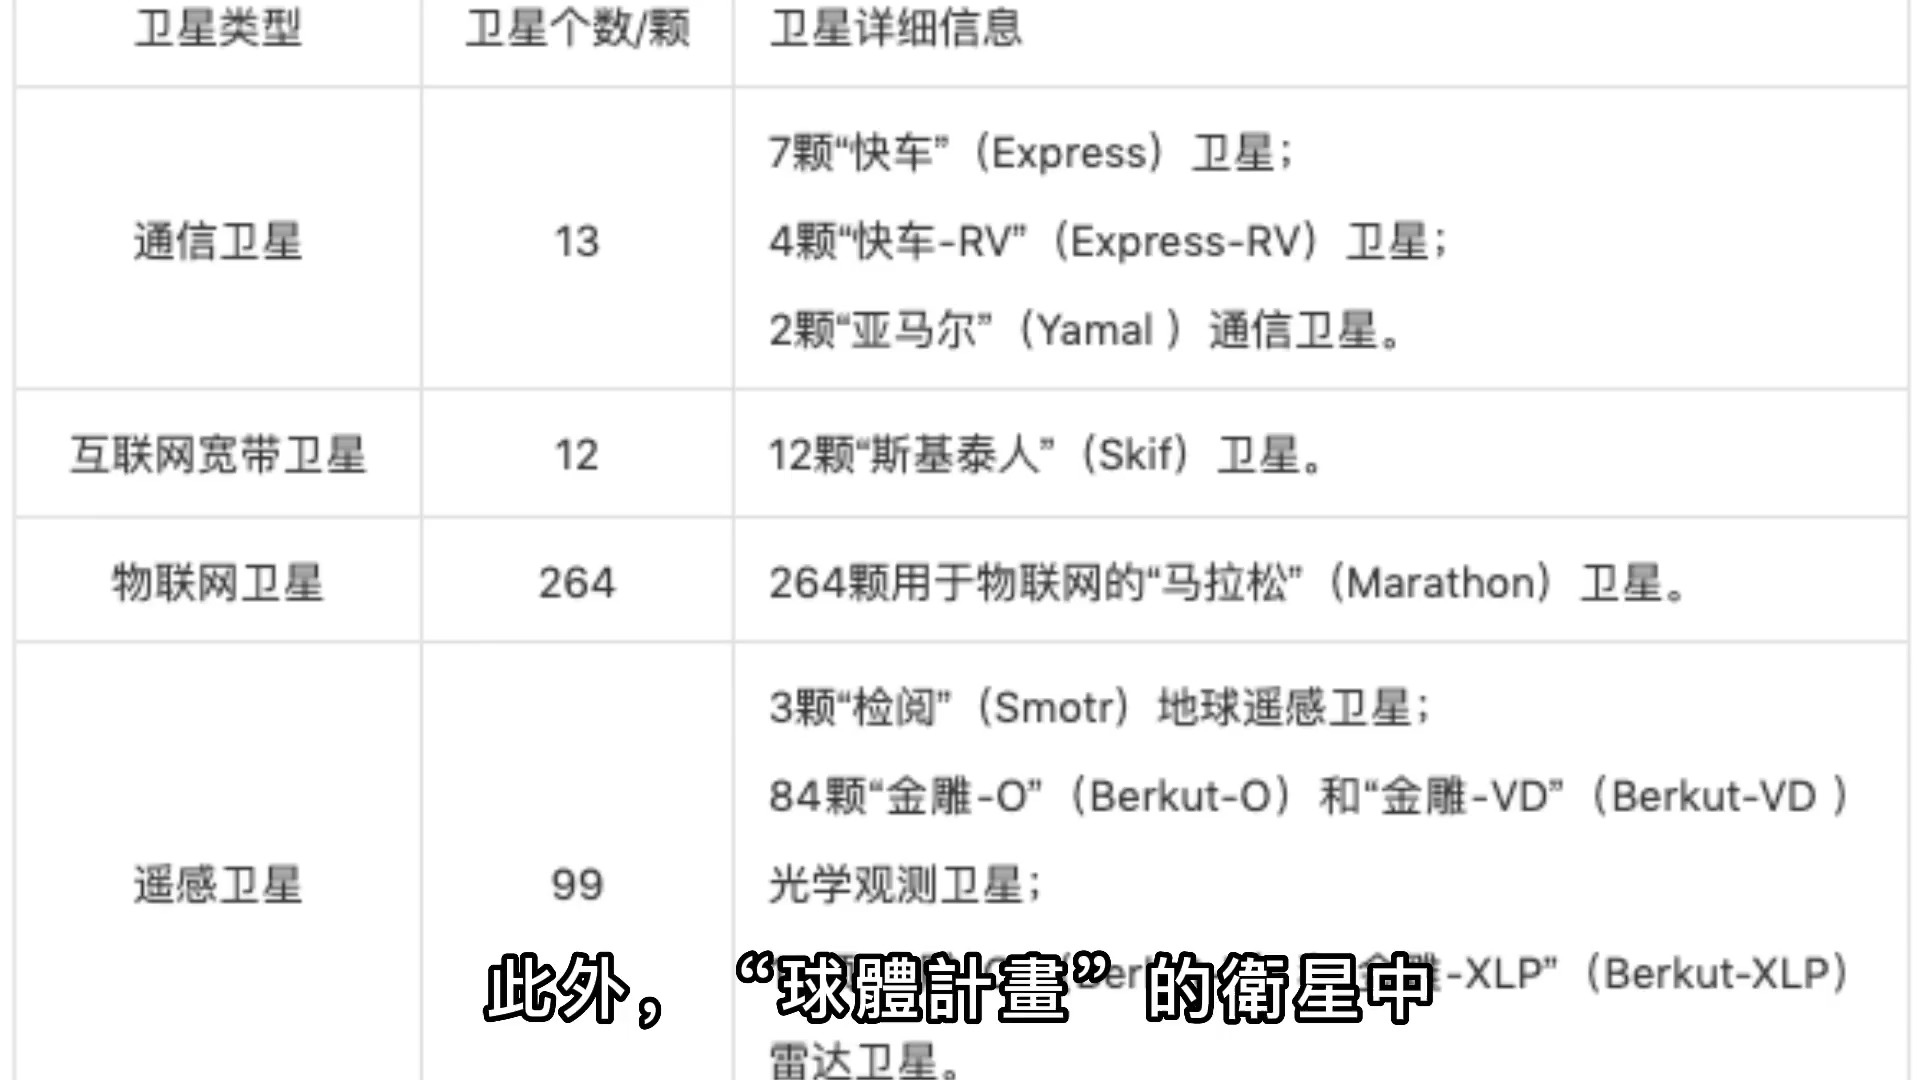 卫星类型 卫星个数/颗 卫星详细信息
7颗“快车”（Express）卫星；
通信卫星 13 4颗“快车-RV”（Express-RV）卫星；
2颗“亚马尔”（Yamal ）通信卫星。
互联网宽带卫星 12 12颗“斯基泰人”（Skif）卫星。
物联网卫星 264 264颗用于物联网的“马拉松”（Marathon）卫星。
3颗“检阅”（Smotr）地球遥感卫星；
84颗“金雕-O”（Berkut-O）和“金雕-VD”（Berkut-VD ）
遥感卫星 99 光学观测卫星；
雕-XLP”（Berkut-XLP）
此外，“球體計畫”的衛星中
雷达卫星。